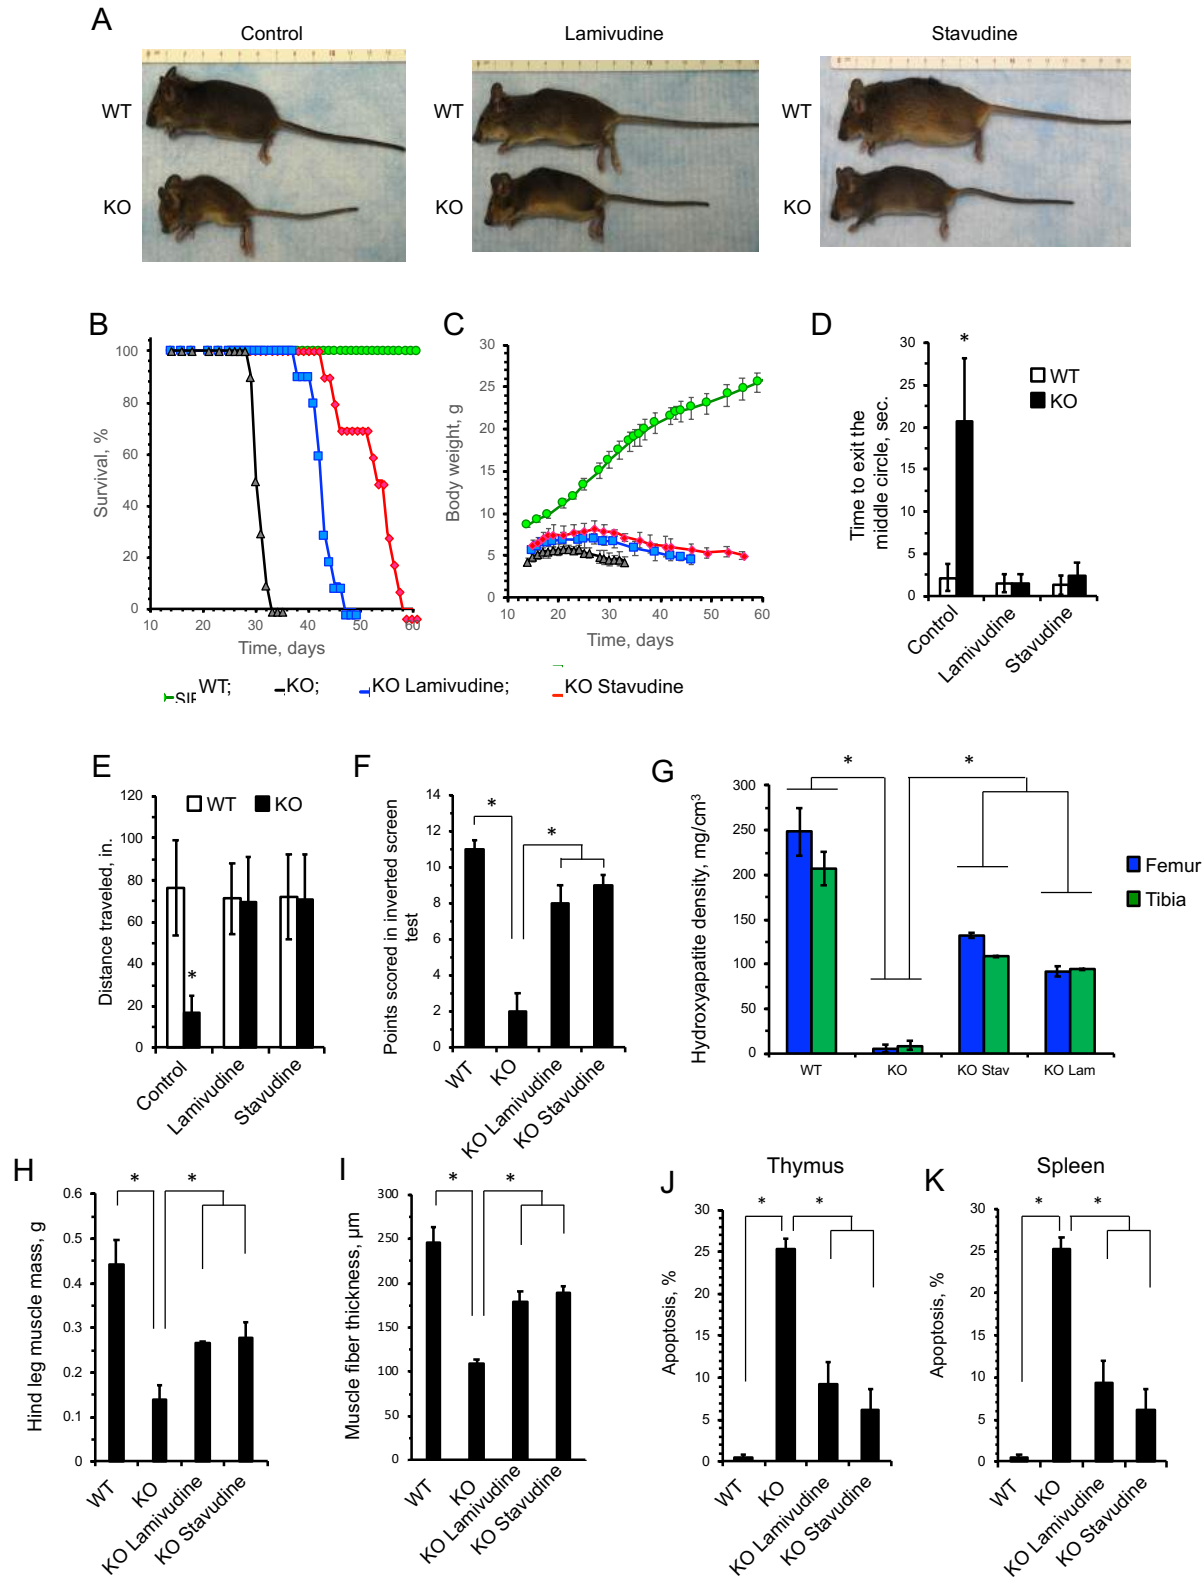 A
Control
Lamivudine
Stavudine
WT
KO
WT
KO
WT
KO
B
Survival, %
100
80
60
40
20
0
10 20 30 40 50 60
Time, days
C
Body weight, g
30
25
20
15
10
5
0
10 20 30 40 50 60
Time, days
WT; KO; KO Lamivudine; KO Stavudine
D
Time to exit the
middle circle, sec.
30
25
20
15
10
5
0
*
WT
KO
Control
Lamivudine
Stavudine
E
Distance traveled, in.
120
100
80
60
40
20
0
WT KO
*
Control
Lamivudine
Stavudine
F
Points scored in inverted screen
test
14
12
10
8
6
4
2
0
*
*
WT
KO
KO Lamivudine
KO Stavudine
G
Hydroxyapatite density, mg/cm³
300
250
200
150
100
50
0
*
*
Femur
Tibia
WT KO KO Stav KO Lam
H
Hind leg muscle mass, g
0.6
0.5
0.4
0.3
0.2
0.1
0
* *
WT
KO
KO Lamivudine
KO Stavudine
I
Muscle fiber thickness, µm
300
250
200
150
100
50
0
* *
WT
KO
KO Lamivudine
KO Stavudine
J
Thymus
Apoptosis, %
30
25
20
15
10
5
0
* *
WT
KO
KO Lamivudine
KO Stavudine
K
Spleen
Apoptosis, %
30
25
20
15
10
5
0
* *
WT
KO
KO Lamivudine
KO Stavudine